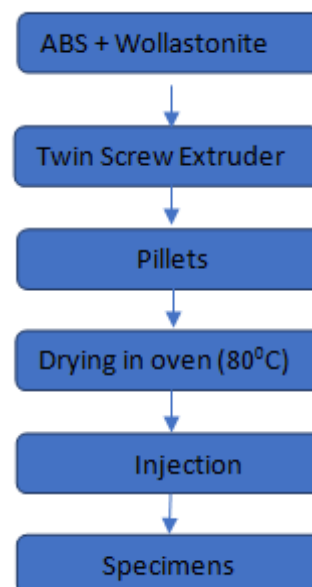 ABS + Wollastonite
Twin Screw Extruder
Pillets
Drying in oven (80⁰C)
Injection
Specimens